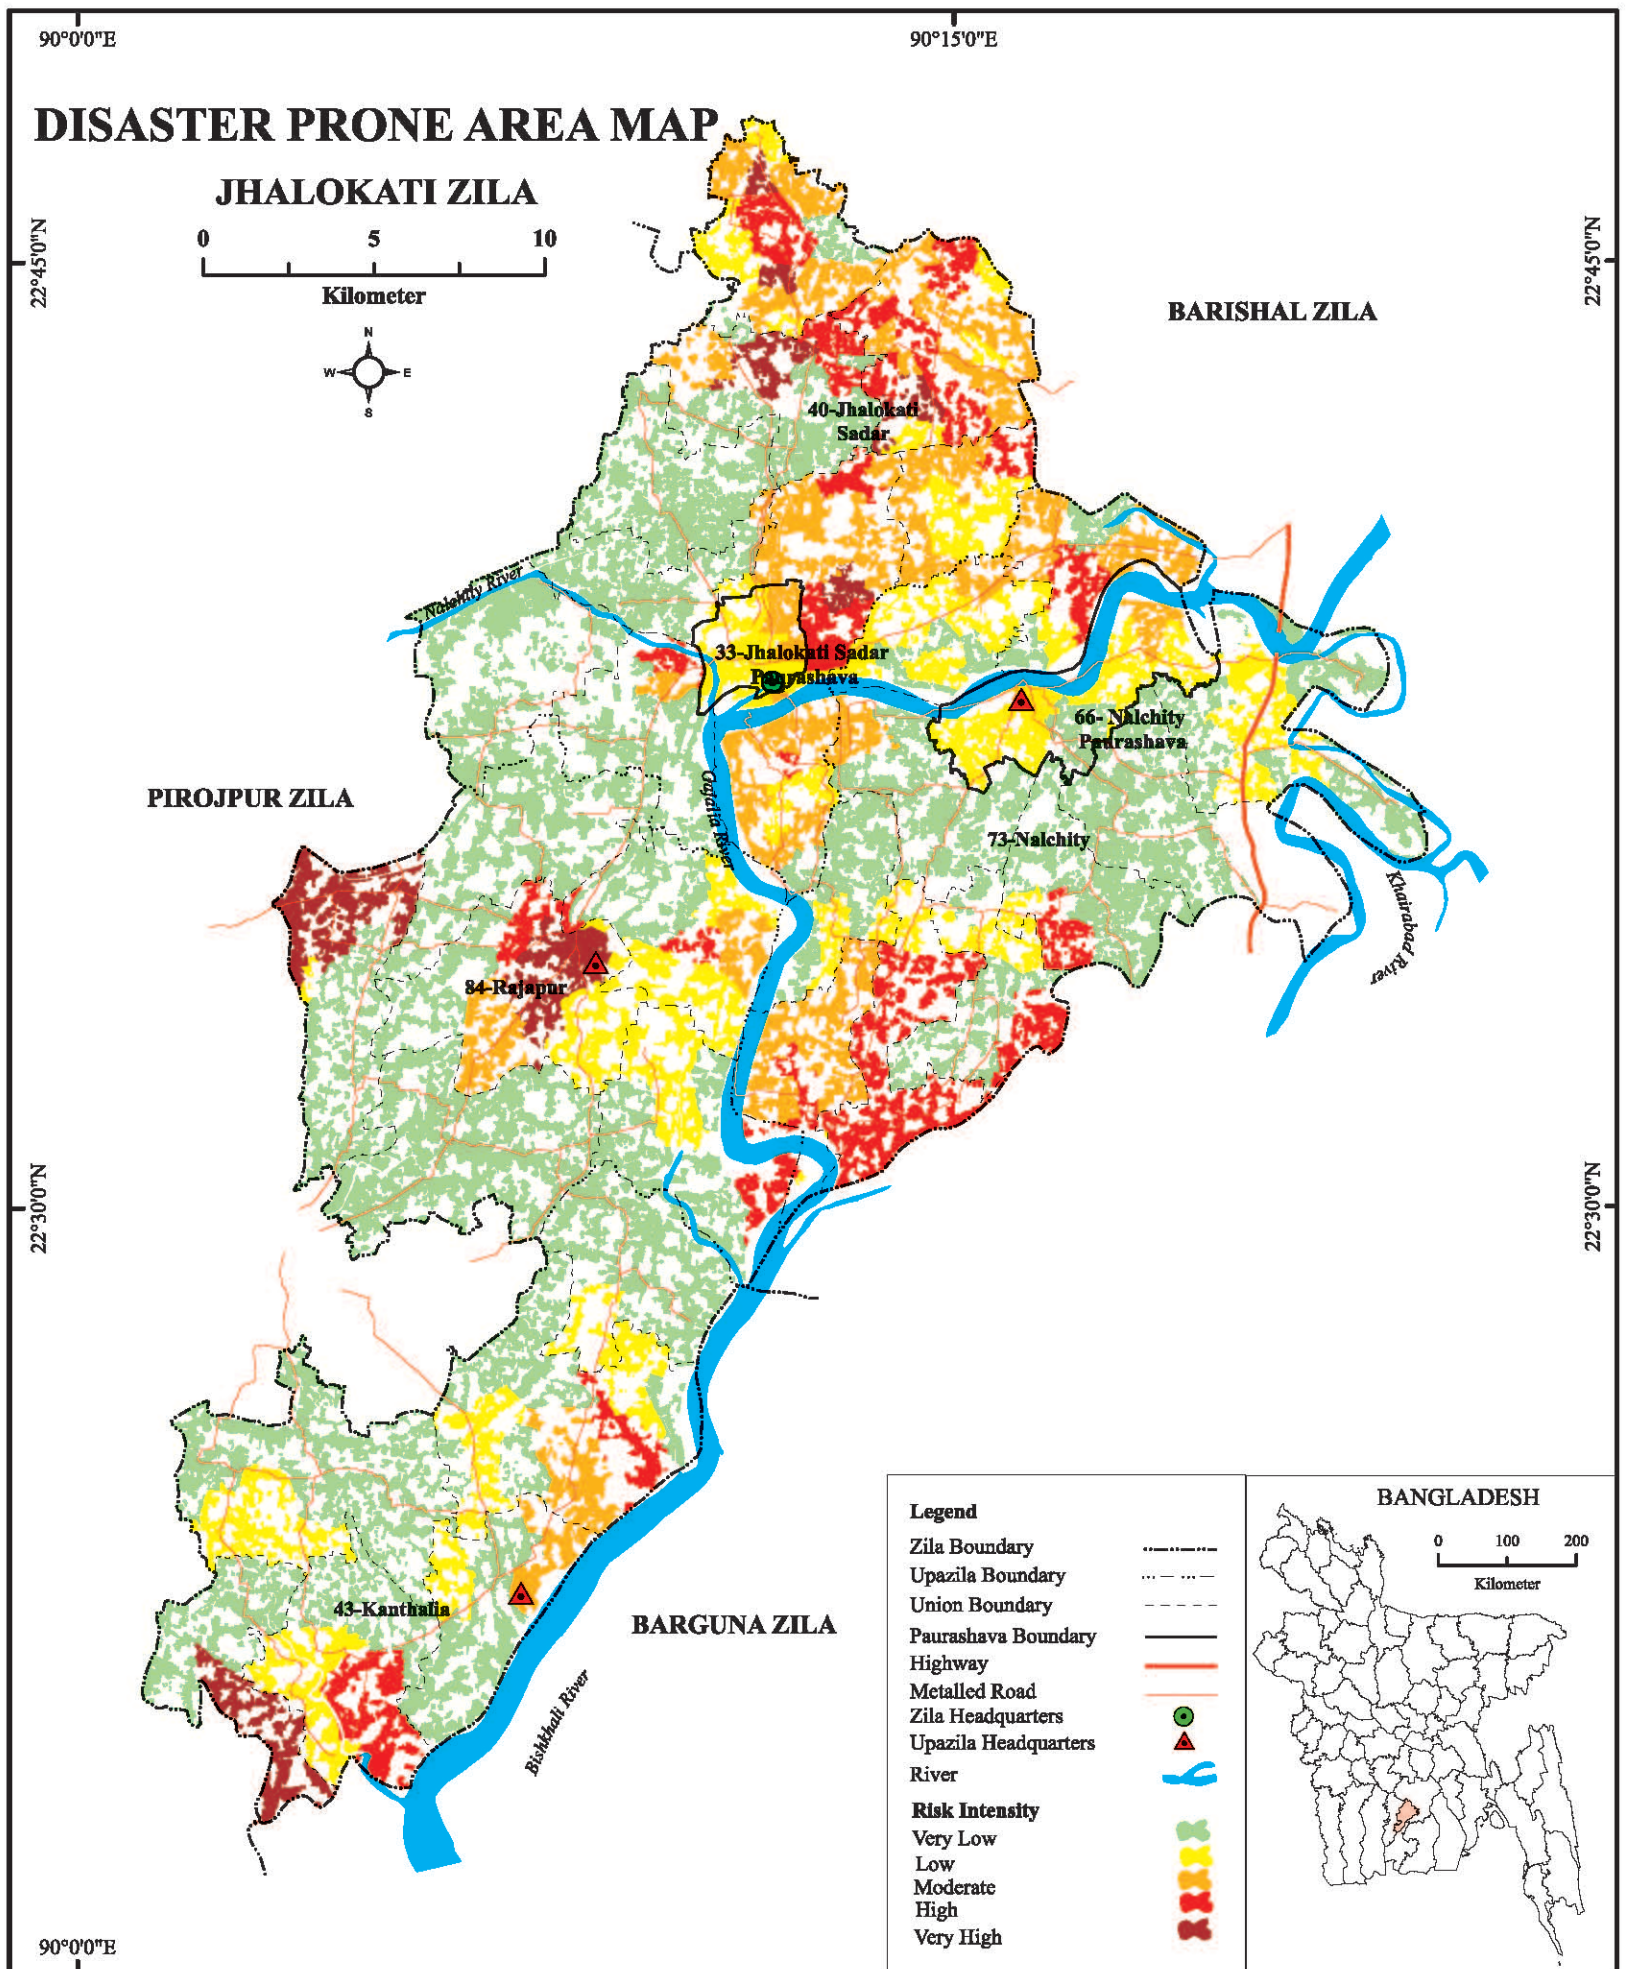 90°0'0"E
90°15'0"E
DISASTER PRONE AREA MAP
JHALOKATI ZILA
0 5 10
Kilometer
N
W E
S
22°45'0"N
22°45'0"N
BARISHAL ZILA
40-Jhalokati
Sadar
Nalchity River
33-Jhalokati Sadar
Paurashava
66- Nalchity
Paurashava
PIROJPUR ZILA
Gajalia River
73-Nalchity
Khairabad River
84-Rajapur
22°30'0"N
22°30'0"N
43-Kanthalia
BARGUNA ZILA
Bishkhali River
Legend
Zila Boundary
Upazila Boundary
Union Boundary
Paurashava Boundary
Highway
Metalled Road
Zila Headquarters
Upazila Headquarters
River
Risk Intensity
Very Low
Low
Moderate
High
Very High
BANGLADESH
0 100 200
Kilometer
90°0'0"E